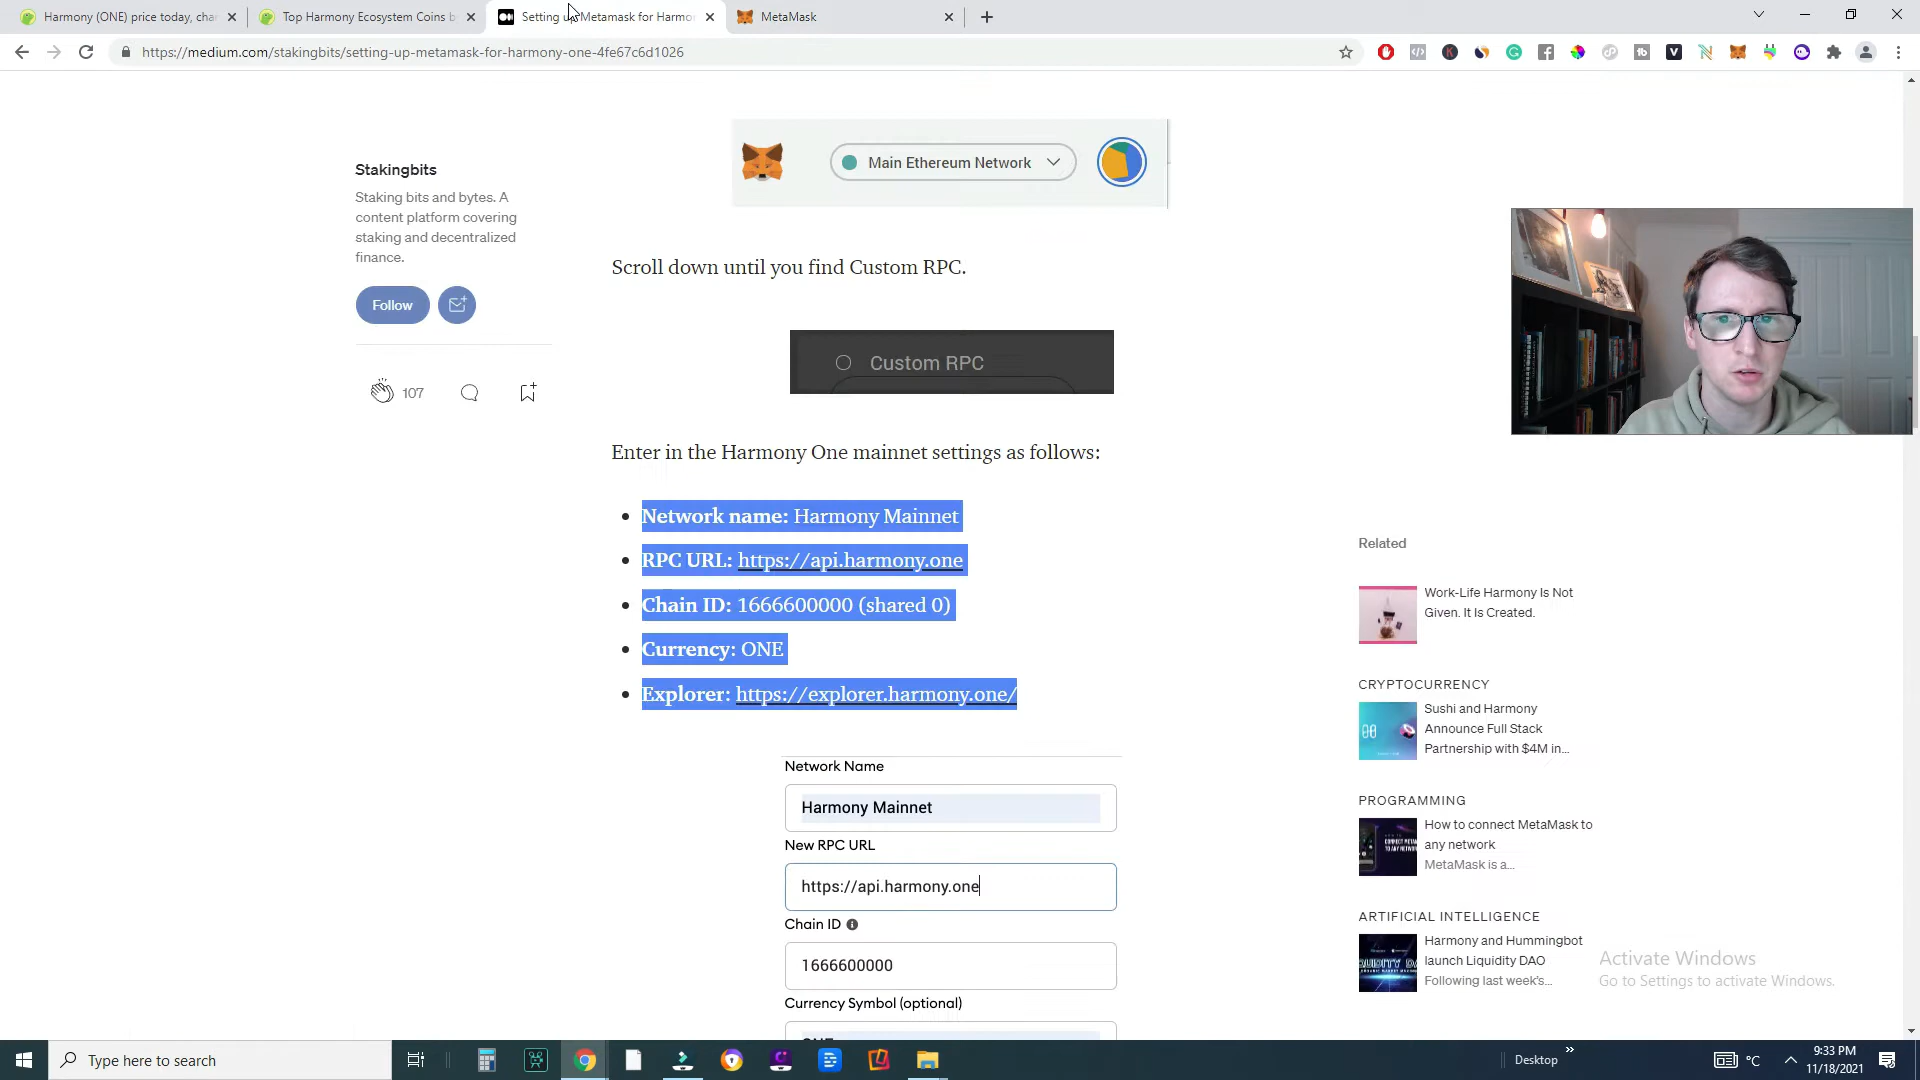 Harmony (ONE) price today, cha
Top Harmony Ecosystem Coins b
Setting up Metamask for Harmo
MetaMask
https://medium.com/stakingbits/setting-up-metamask-for-harmony-one-4fe67c6d1026
Main Ethereum Network
Stakingbits
Staking bits and bytes. A
content platform covering
staking and decentralized
finance.
Follow
107
Scroll down until you find Custom RPC.
Custom RPC
Enter in the Harmony One mainnet settings as follows:
• Network name: Harmony Mainnet
• RPC URL: https://api.harmony.one
• Chain ID: 1666600000 (shared 0)
• Currency: ONE
• Explorer: https://explorer.harmony.one/
Network Name
Harmony Mainnet
New RPC URL
https://api.harmony.one
Chain ID
1666600000
Currency Symbol (optional)
Related
Work-Life Harmony Is Not
Given. It Is Created.
CRYPTOCURRENCY
Sushi and Harmony
Announce Full Stack
Partnership with $4M in...
PROGRAMMING
How to connect MetaMask to
any network
MetaMask is a...
ARTIFICIAL INTELLIGENCE
Harmony and Hummingbot
launch Liquidity DAO
Following last week's...
Activate Windows
Go to Settings to activate Windows.
Type here to search
Desktop
°C
9:33 PM
11/18/2021